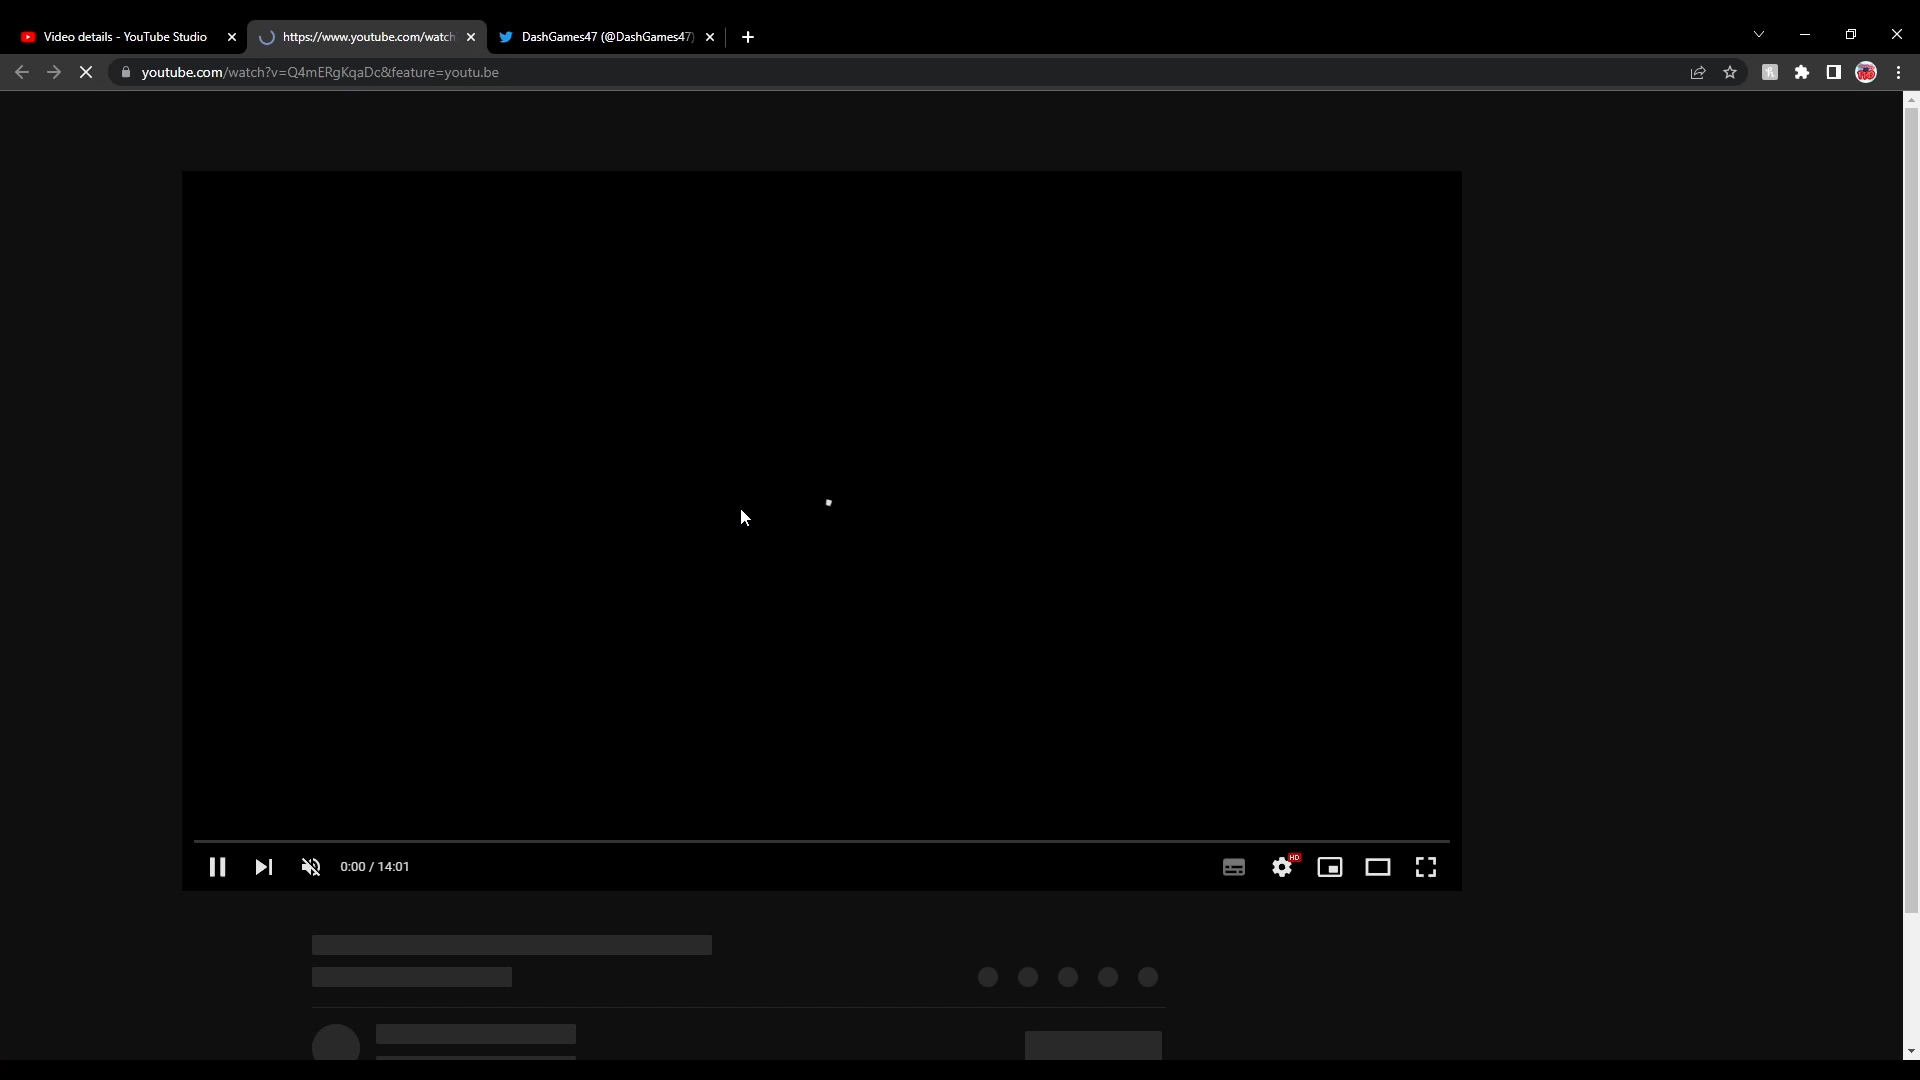 Video details - YouTube Studio
https://www.youtube.com/watch
DashGames47 (@DashGames47)
youtube.com/watch?v=Q4mERgKqaDc&feature=youtu.be
0:00 / 14:01
HD